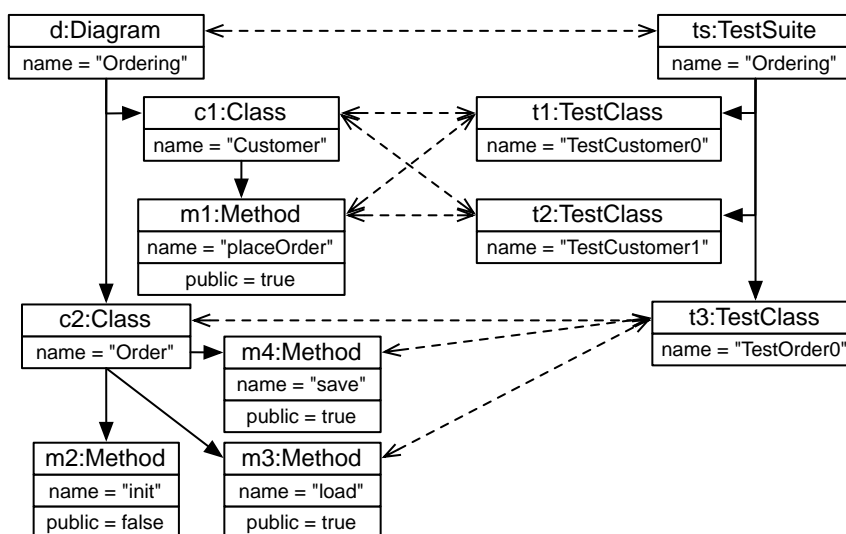 d:Diagram
name = "Ordering"
ts:TestSuite
name = "Ordering"
c1:Class
name = "Customer"
t1:TestClass
name = "TestCustomer0"
m1:Method
name = "placeOrder"
public = true
t2:TestClass
name = "TestCustomer1"
c2:Class
name = "Order"
t3:TestClass
name = "TestOrder0"
m4:Method
name = "save"
public = true
m2:Method
name = "init"
public = false
m3:Method
name = "load"
public = true